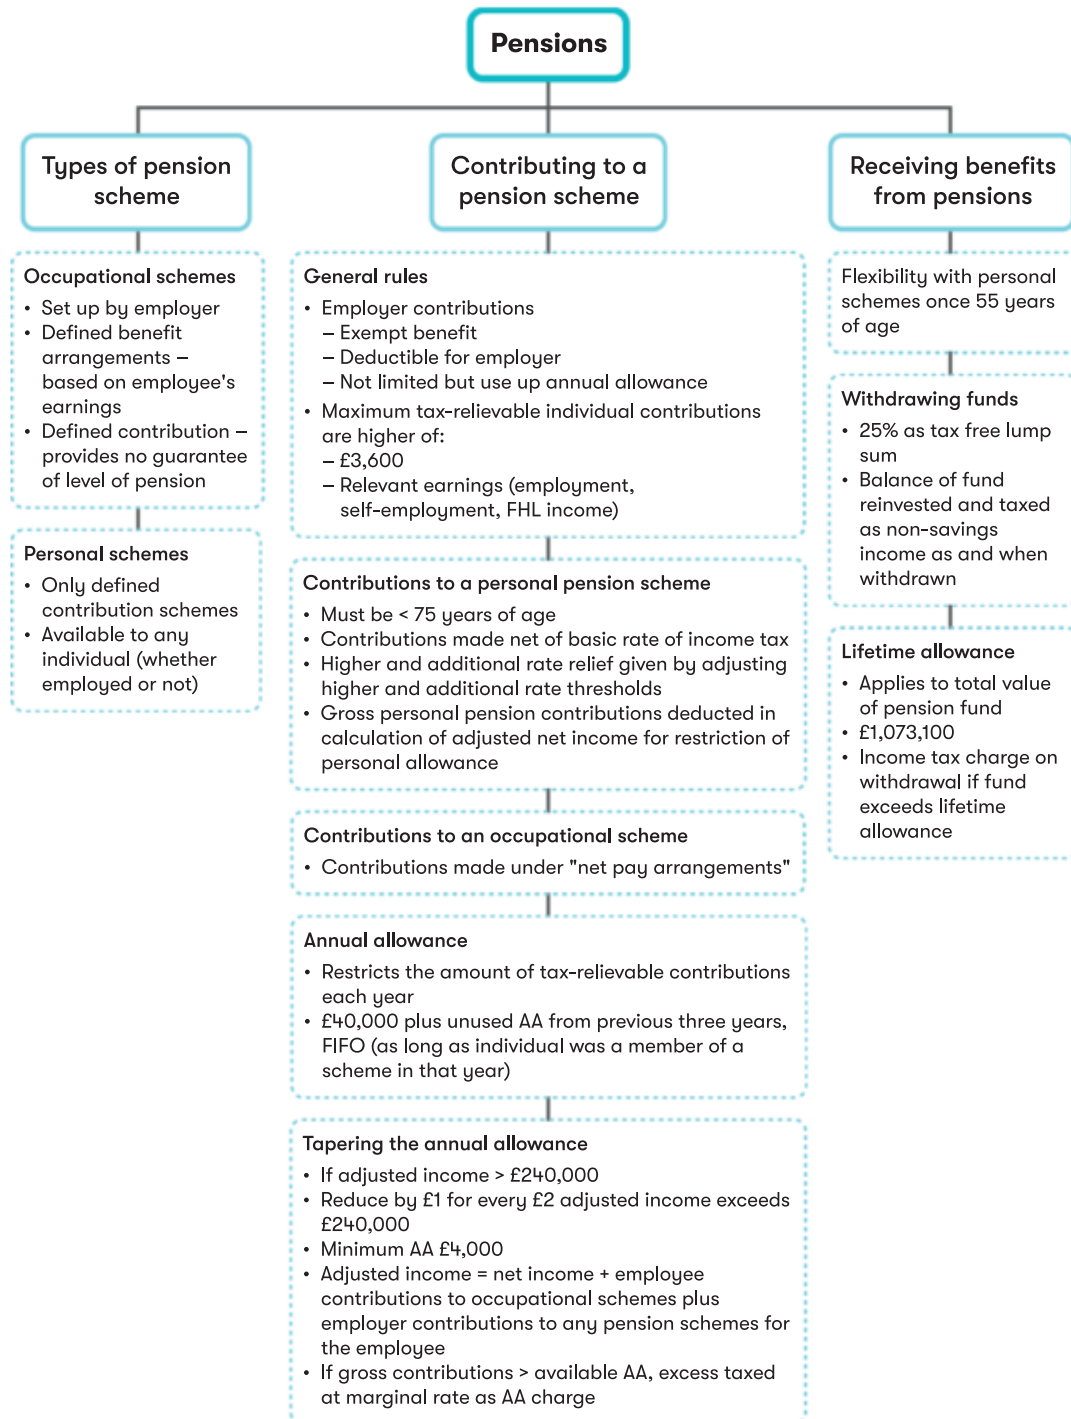 Pensions
Types of pension
scheme
Occupational schemes
• Set up by employer
• Defined benefit
arrangements –
based on employee's
earnings
• Defined contribution –
provides no guarantee
of level of pension
Personal schemes
• Only defined
contribution schemes
• Available to any
individual (whether
employed or not)
Contributing to a
pension scheme
General rules
• Employer contributions
– Exempt benefit
– Deductible for employer
– Not limited but use up annual allowance
• Maximum tax-relievable individual contributions
are higher of:
– £3,600
– Relevant earnings (employment,
self-employment, FHL income)
Contributions to a personal pension scheme
• Must be < 75 years of age
• Contributions made net of basic rate of income tax
• Higher and additional rate relief given by adjusting
higher and additional rate thresholds
• Gross personal pension contributions deducted in
calculation of adjusted net income for restriction of
personal allowance
Contributions to an occupational scheme
• Contributions made under "net pay arrangements"
Annual allowance
• Restricts the amount of tax-relievable contributions
each year
• £40,000 plus unused AA from previous three years,
FIFO (as long as individual was a member of a
scheme in that year)
Tapering the annual allowance
• If adjusted income > £240,000
• Reduce by £1 for every £2 adjusted income exceeds
£240,000
• Minimum AA £4,000
• Adjusted income = net income + employee
contributions to occupational schemes plus
employer contributions to any pension schemes for
the employee
• If gross contributions > available AA, excess taxed
at marginal rate as AA charge
Receiving benefits
from pensions
Flexibility with personal
schemes once 55 years
of age
Withdrawing funds
• 25% as tax free lump
sum
• Balance of fund
reinvested and taxed
as non-savings
income as and when
withdrawn
Lifetime allowance
• Applies to total value
of pension fund
• £1,073,100
• Income tax charge on
withdrawal if fund
exceeds lifetime
allowance